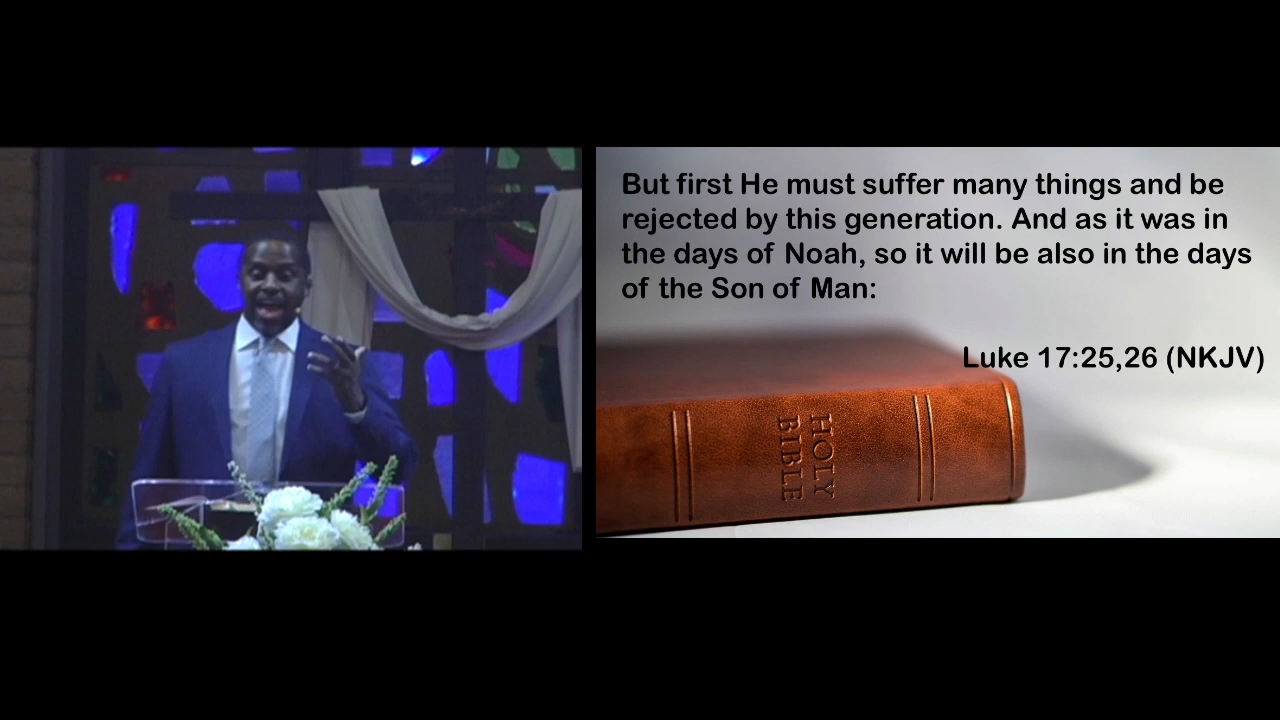 But first He must suffer many things and be
rejected by this generation. And as it was in
the days of Noah, so it will be also in the days
of the Son of Man:
Luke 17:25,26 (NKJV)
HOLY
BIBLE